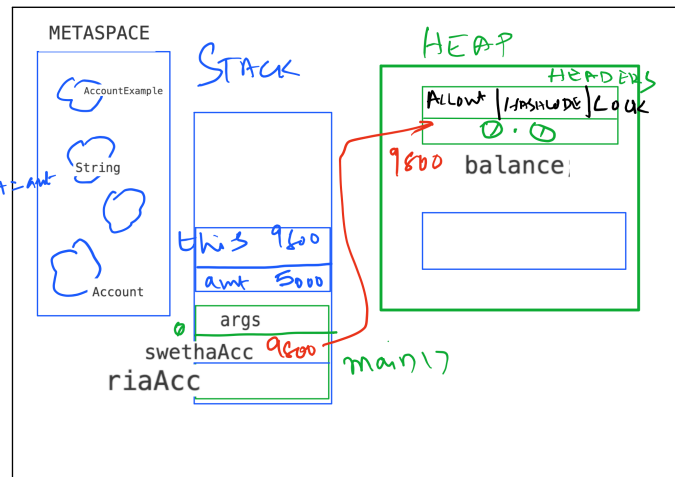 METASPACE
AccountExample
String
Account
STACK
this 9800
amt 5000
args
0
swethaAcc 9800
riaAcc
main()
HEAP
HEADERS
HASHCODE | LOCK
0.0
9800 balance